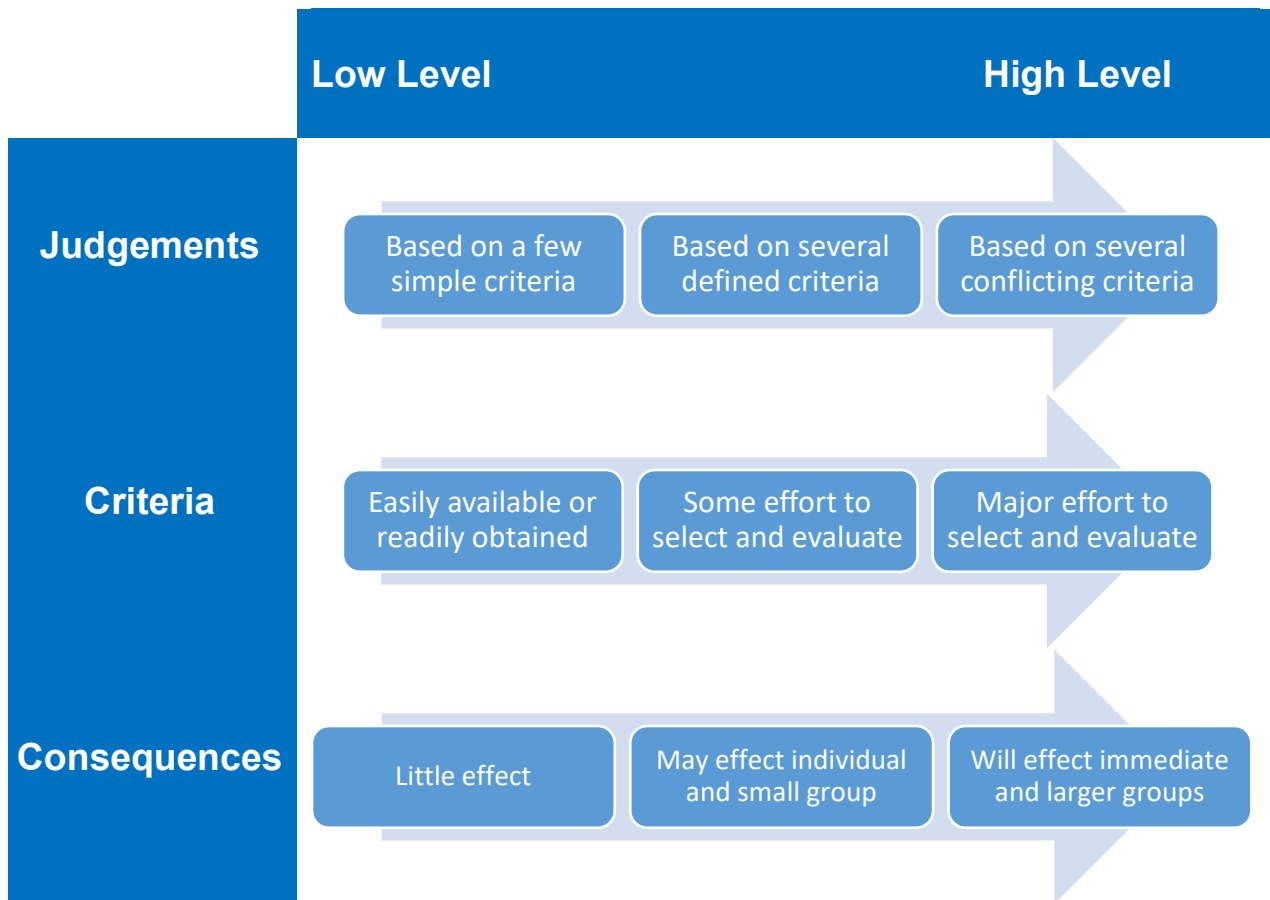 Low Level High Level
Judgements
Based on a few
simple criteria
Based on several
defined criteria
Based on several
conflicting criteria
Criteria
Easily available or
readily obtained
Some effort to
select and evaluate
Major effort to
select and evaluate
Consequences
Little effect
May effect individual
and small group
Will effect immediate
and larger groups